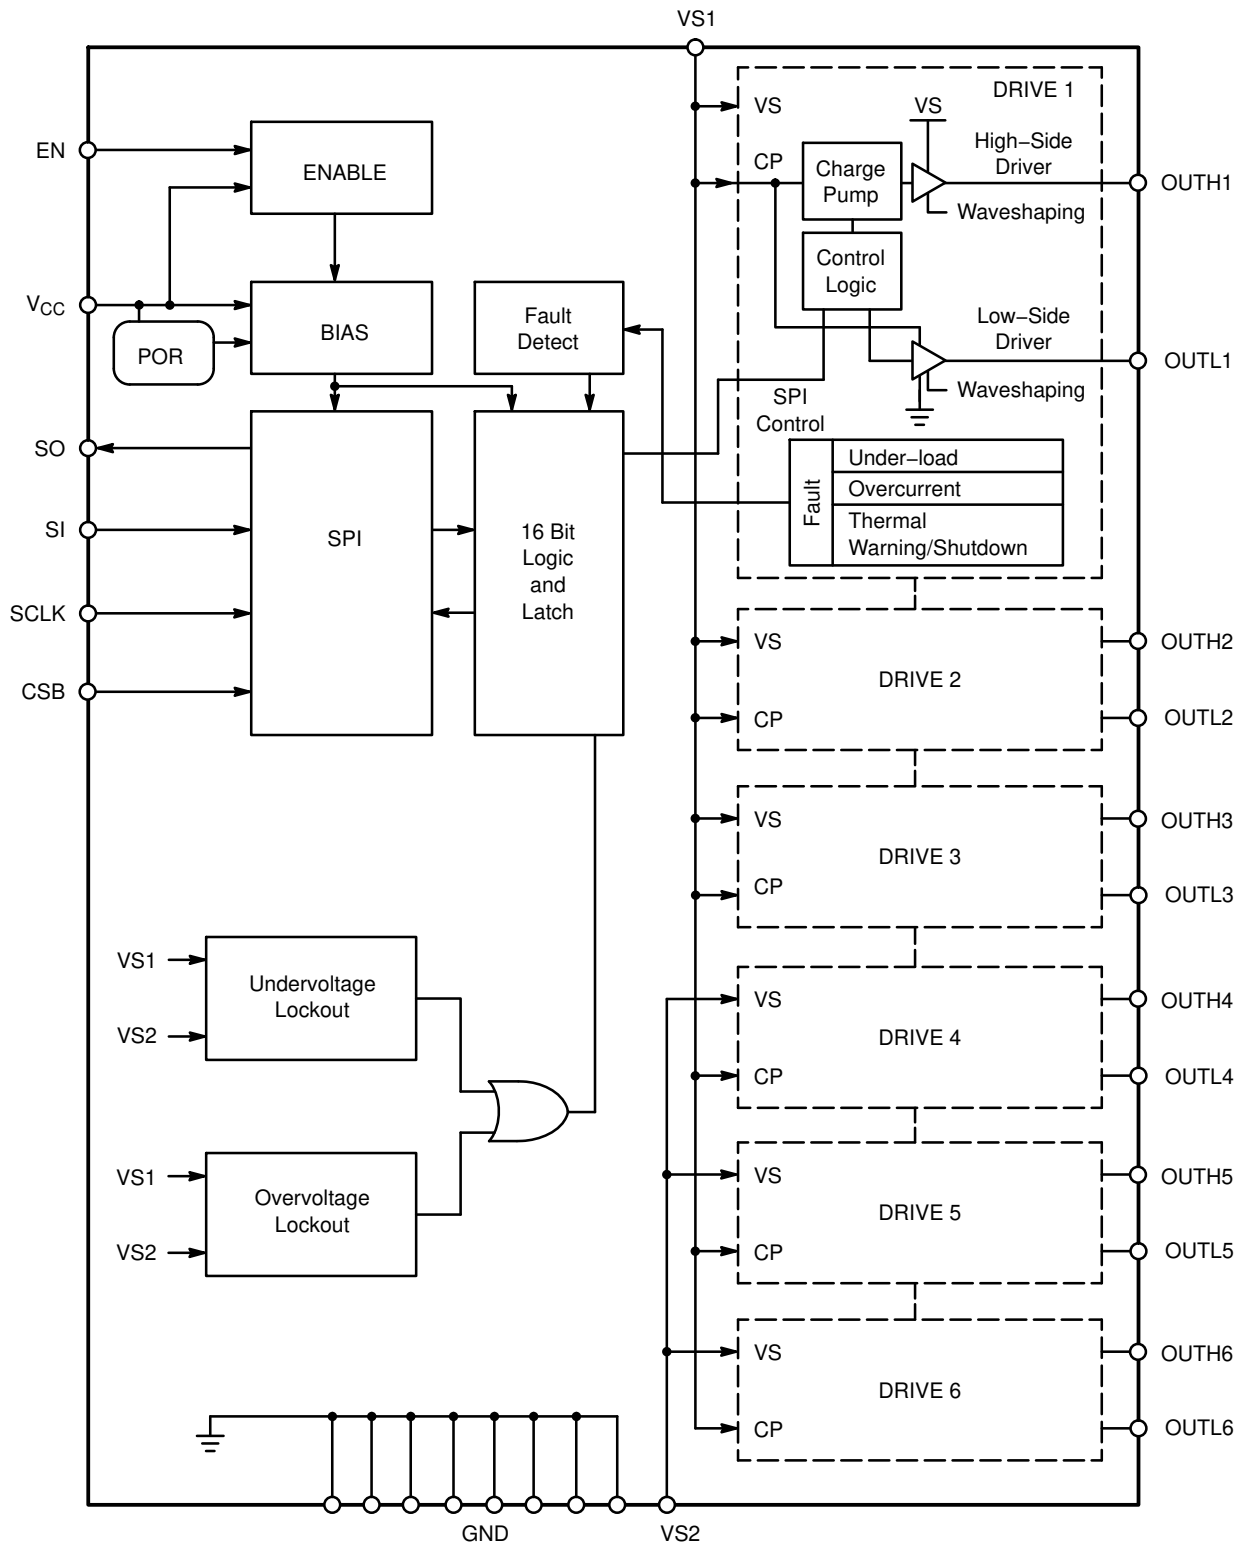 VS1
DRIVE 1
VS
VS
High−Side
Driver
CP
Charge
Pump
Waveshaping
OUTH1
EN
ENABLE
Control
Logic
VCC
POR
BIAS
Fault
Detect
Low−Side
Driver
OUTL1
Waveshaping
SPI
Control
SO
SI
SCLK
CSB
SPI
16 Bit
Logic
and
Latch
Fault
Under−load
Overcurrent
Thermal
Warning/Shutdown
VS
DRIVE 2
CP
OUTH2
OUTL2
VS
DRIVE 3
CP
OUTH3
OUTL3
VS1
VS2
Undervoltage
Lockout
VS
DRIVE 4
CP
OUTH4
OUTL4
VS1
VS2
Overvoltage
Lockout
VS
DRIVE 5
CP
OUTH5
OUTL5
VS
DRIVE 6
CP
OUTH6
OUTL6
GND
VS2